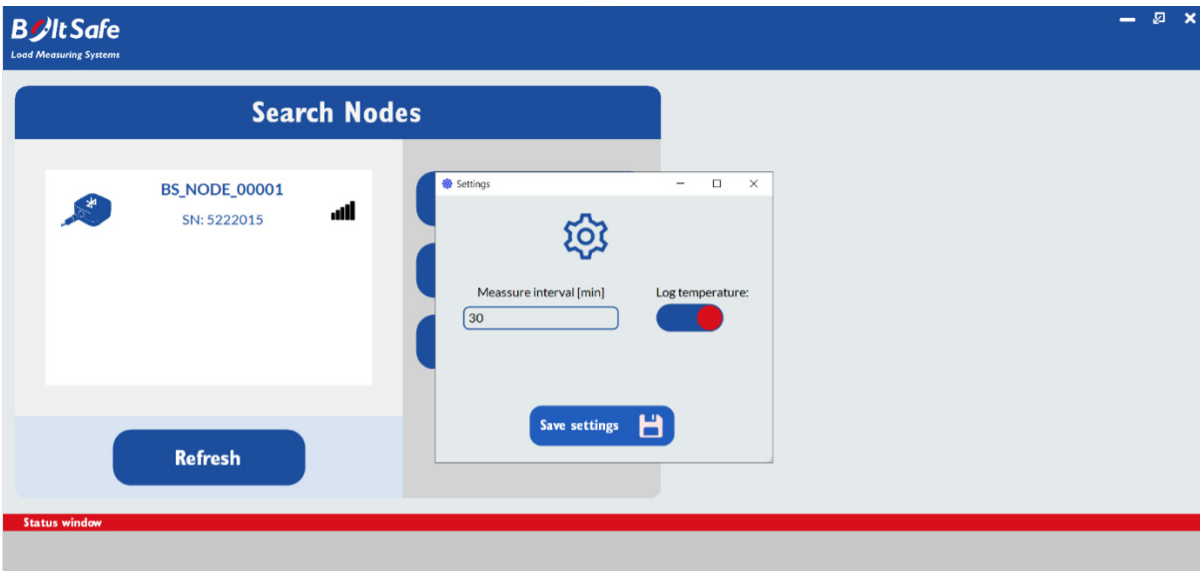 BoltSafe
Load Measuring Systems
Search Nodes
BS_NODE_00001
SN: 5222015
Refresh
Settings
Meassure interval [min]
30
Log temperature:
Save settings
Status window